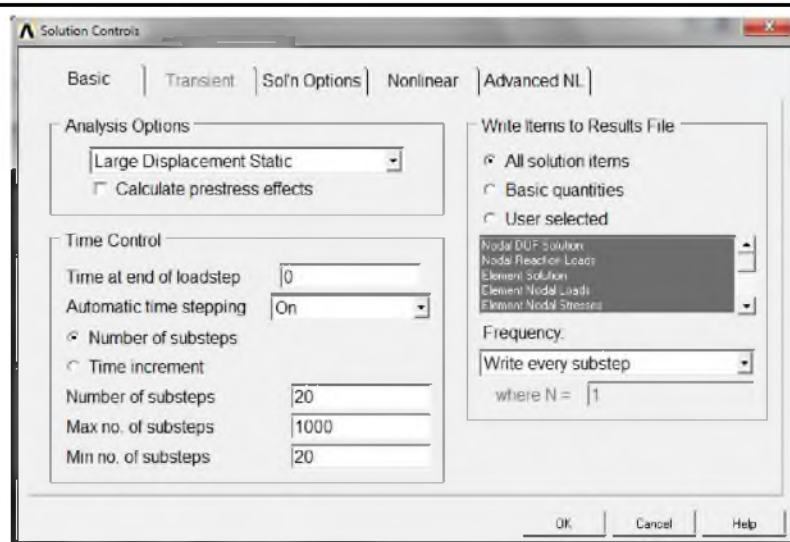 Solution Controls
Basic
Transient
Sol'n Options
Nonlinear
Advanced NL
Analysis Options
Large Displacement Static
Calculate prestress effects
Time Control
Time at end of loadstep 0
Automatic time stepping On
Number of substeps
Time increment
Number of substeps 20
Max no. of substeps 1000
Min no. of substeps 20
Write Items to Results File
All solution items
Basic quantities
User selected
Nodal DOF Solution
Nodal Reaction Loads
Element Solution
Element Nodal Loads
Element Nodal Stresses
Frequency:
Write every substep
where N = 1
OK
Cancel
Help